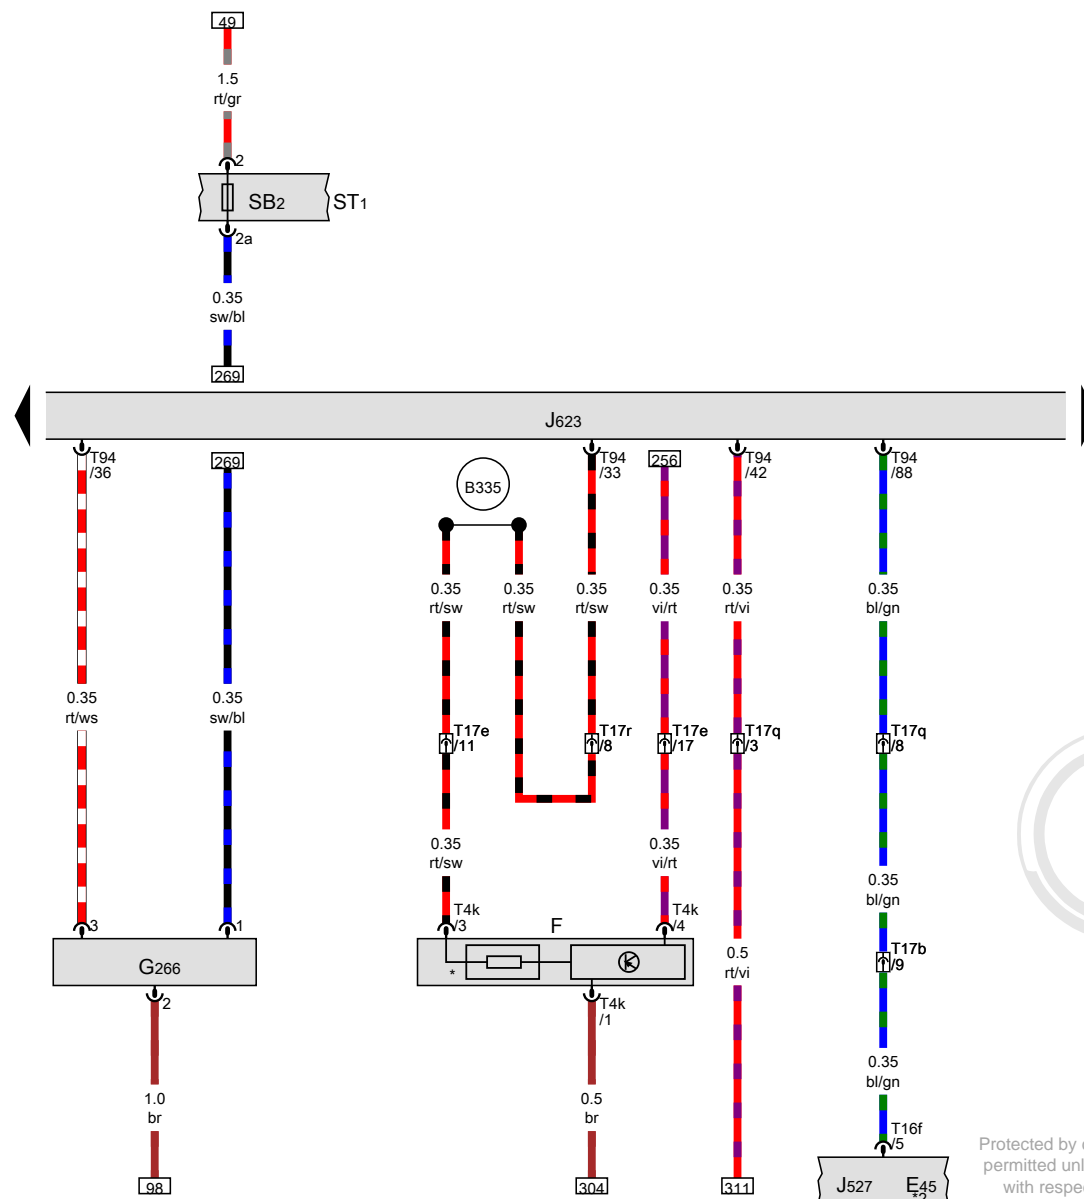 49
1.5
rt/gr
2
SB2
ST1
2a
0.35
sw/bl
269
J623
T94
/36
269
B335
T94
/33
256
T94
/42
T94
/88
0.35
rt/sw
0.35
rt/sw
0.35
rt/sw
0.35
vi/rt
0.35
rt/vi
0.35
bl/gn
0.35
rt/ws
0.35
sw/bl
T17e
/11
T17r
/8
T17e
/17
T17q
/3
T17q
/8
0.35
rt/sw
0.35
vi/rt
0.35
bl/gn
3
1
T4k
/3
F
T4k
/4
G266
*
0.5
rt/vi
T17b
/9
2
T4k
/1
0.35
bl/gn
1.0
br
0.5
br
T16f
/5
Protected by
permitted
with
98
304
311
J527
E45
*2